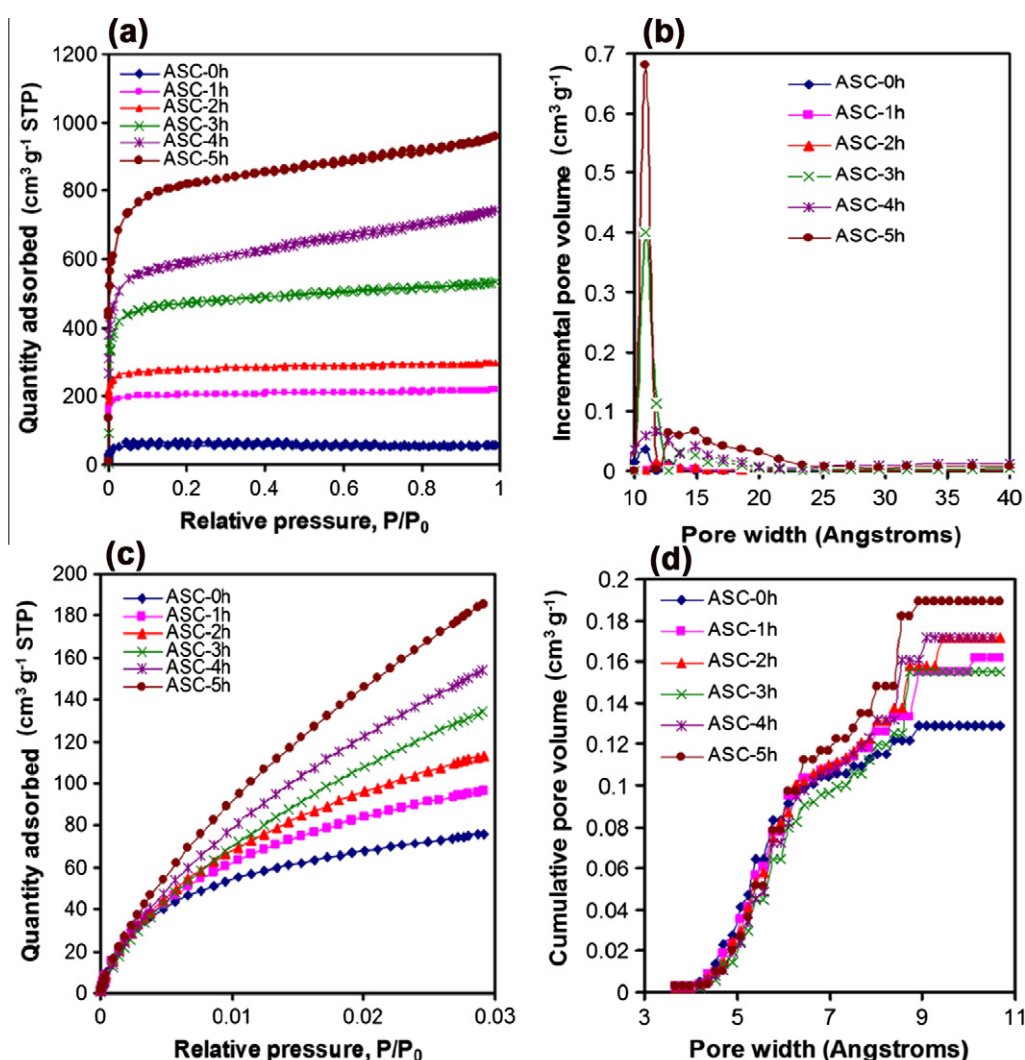 (a)
Quantity adsorbed (cm³ g⁻¹ STP)
1200
1000
800
600
400
200
0
ASC-0h
ASC-1h
ASC-2h
ASC-3h
ASC-4h
ASC-5h
0 0.2 0.4 0.6 0.8 1
Relative pressure, P/P₀
(b)
Incremental pore volume (cm³ g⁻¹)
0.7
0.6
0.5
0.4
0.3
0.2
0.1
0
ASC-0h
ASC-1h
ASC-2h
ASC-3h
ASC-4h
ASC-5h
10 15 20 25 30 35 40
Pore width (Angstroms)
(c)
Quantity adsorbed (cm³ g⁻¹ STP)
200
180
160
140
120
100
80
60
40
20
0
ASC-0h
ASC-1h
ASC-2h
ASC-3h
ASC-4h
ASC-5h
0 0.01 0.02 0.03
Relative pressure, P/P₀
(d)
Cumulative pore volume (cm³ g⁻¹)
0.2
0.18
0.16
0.14
0.12
0.1
0.08
0.06
0.04
0.02
0
ASC-0h
ASC-1h
ASC-2h
ASC-3h
ASC-4h
ASC-5h
3 5 7 9 11
Pore width (Angstroms)